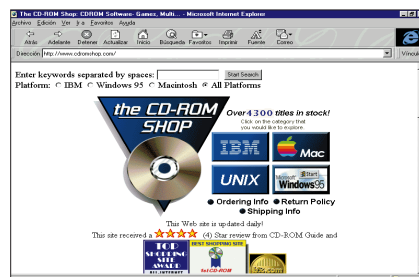 The CD-ROM Shop: CDROM Software- Games, Multi... - Microsoft Internet Explorer
Archivo Edición Ver Ir a Favoritos Ayuda
Atrás Adelante Detener Actualizar Inicio Búsqueda Favoritos Imprimir Fuente Correo
Dirección http://www.cdromshop.com/ Vínculos
Enter keywords separated by spaces: Start Search
Platform: IBM Windows 95 Macintosh All Platforms
the CD-ROM SHOP
Over 4300 titles in stock!
Click on the category that
you would like to explore.
IBM Mac
UNIX Microsoft Windows95 Start
Ordering Info Return Policy
Shipping Info
This Web site is updated daily!
This site received a (4) Star review from CD-ROM Guide and
TOP SHOPPING SITE AWARD
BEST SHOPPING SITE